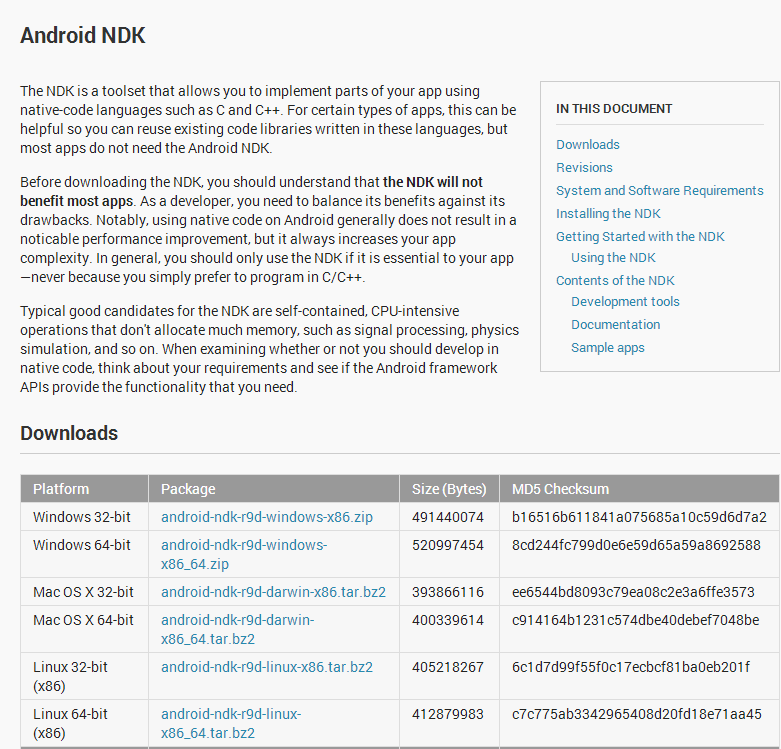 Android NDK
The NDK is a toolset that allows you to implement parts of your app using
native-code languages such as C and C++. For certain types of apps, this can be
helpful so you can reuse existing code libraries written in these languages, but
most apps do not need the Android NDK.
Before downloading the NDK, you should understand that the NDK will not
benefit most apps. As a developer, you need to balance its benefits against its
drawbacks. Notably, using native code on Android generally does not result in a
noticable performance improvement, but it always increases your app
complexity. In general, you should only use the NDK if it is essential to your app
—never because you simply prefer to program in C/C++.
Typical good candidates for the NDK are self-contained, CPU-intensive
operations that don't allocate much memory, such as signal processing, physics
simulation, and so on. When examining whether or not you should develop in
native code, think about your requirements and see if the Android framework
APIs provide the functionality that you need.
IN THIS DOCUMENT
Downloads
Revisions
System and Software Requirements
Installing the NDK
Getting Started with the NDK
Using the NDK
Contents of the NDK
Development tools
Documentation
Sample apps
Downloads
Platform Package Size (Bytes) MD5 Checksum
Windows 32-bit android-ndk-r9d-windows-x86.zip 491440074 b16516b611841a075685a10c59d6d7a2
Windows 64-bit android-ndk-r9d-windows- 520997454 8cd244fc799d0e6e59d65a59a8692588
x86_64.zip
Mac OS X 32-bit android-ndk-r9d-darwin-x86.tar.bz2 393866116 ee6544bd8093c79ea08c2e3a6ffe3573
Mac OS X 64-bit android-ndk-r9d-darwin- 400339614 c914164b1231c574dbe40debef7048be
x86_64.tar.bz2
Linux 32-bit android-ndk-r9d-linux-x86.tar.bz2 405218267 6c1d7d99f55f0c17ecbcf81ba0eb201f
(x86)
Linux 64-bit android-ndk-r9d-linux- 412879983 c7c775ab3342965408d20fd18e71aa45
(x86) x86_64.tar.bz2